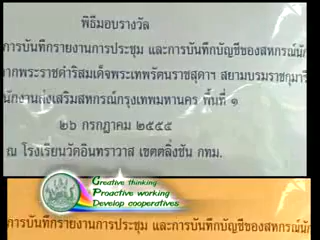 พิธีมอบรางวัล
การบันทึกรายงานการประชุม และการบันทึกบัญชีของสหกรณ์นัก
จากพระราชดำริสมเด็จพระเทพรัตนราชสุดาฯ สยามบรมราชกุมารี
นักงานส่งเสริมสหกรณ์กรุงเทพมหานคร พื้นที่ ๑
๒๖ กรกฎาคม ๒๕๕๕
ณ โรงเรียนวัดอินทราวาส เขตตลิ่งชัน กทม.
Creative thinking
Proactive working
Develop cooperatives
การบันทึกรายงานการประชุม และการบันทึกบัญชีของสหกรณ์นัก